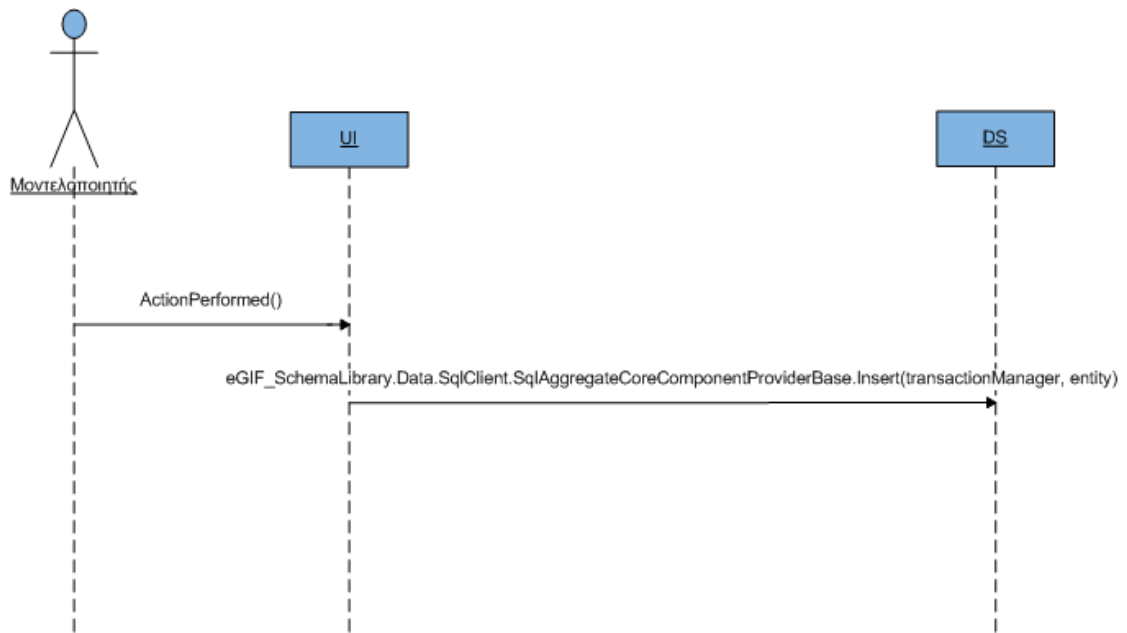 UI
DS
Μοντελοποιητής
ActionPerformed()
eGIF_SchemaLibrary.Data.SqlClient.SqlAggregateCoreComponentProviderBase.Insert(transactionManager, entity)